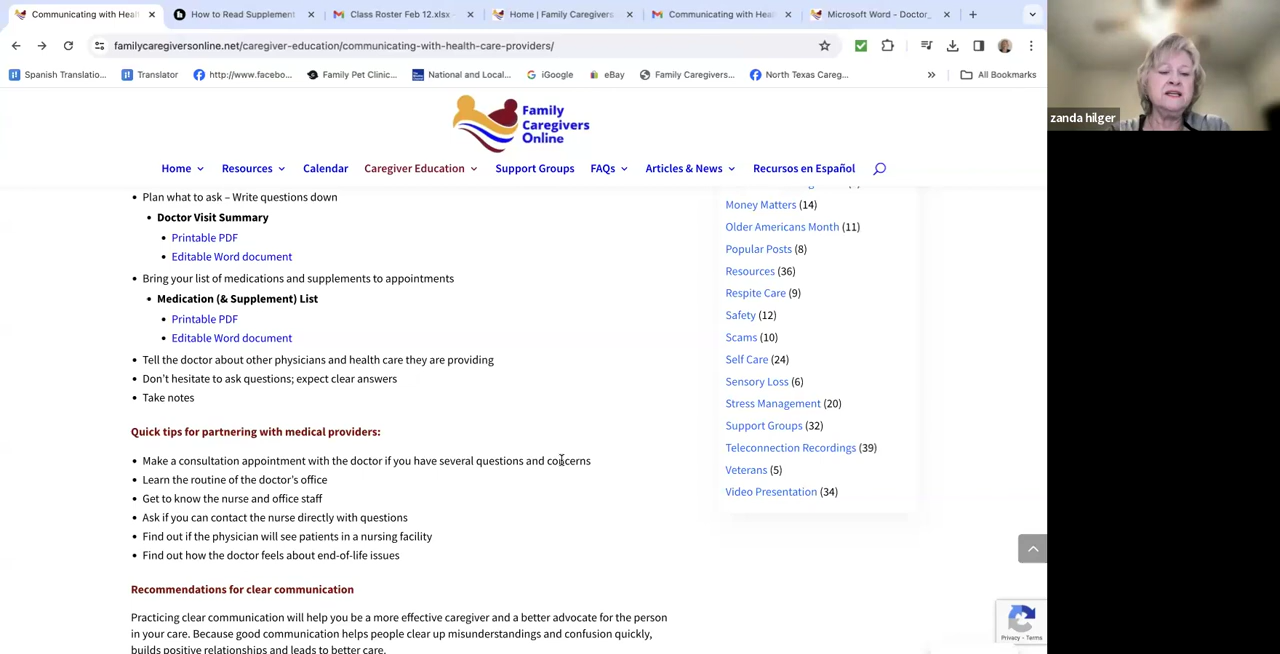 Communicating with Heal
How to Read Supplement
Class Roster Feb 12.xlsx -
Home | Family Caregivers
Communicating with Heal
Microsoft Word – Doctor_
familycaregiversonline.net/caregiver-education/communicating-with-health-care-providers/
Spanish Translatio...
Translator
http://www.facebo...
Family Pet Clinic...
National and Local...
iGoogle
eBay
Family Caregivers...
North Texas Careg...
»
All Bookmarks
zanda hilger
Family
Caregivers
Online
Home
Resources
Calendar
Caregiver Education
Support Groups
FAQs
Articles & News
Recursos en Español
• Plan what to ask – Write questions down
• Doctor Visit Summary
• Printable PDF
• Editable Word document
• Bring your list of medications and supplements to appointments
• Medication (& Supplement) List
• Printable PDF
• Editable Word document
• Tell the doctor about other physicians and health care they are providing
• Don't hesitate to ask questions; expect clear answers
• Take notes
Quick tips for partnering with medical providers:
• Make a consultation appointment with the doctor if you have several questions and concerns
• Learn the routine of the doctor's office
• Get to know the nurse and office staff
• Ask if you can contact the nurse directly with questions
• Find out if the physician will see patients in a nursing facility
• Find out how the doctor feels about end-of-life issues
Recommendations for clear communication
Practicing clear communication will help you be a more effective caregiver and a better advocate for the person
in your care. Because good communication helps people clear up misunderstandings and confusion quickly,
builds positive relationships and leads to better care.
Money Matters (14)
Older Americans Month (11)
Popular Posts (8)
Resources (36)
Respite Care (9)
Safety (12)
Scams (10)
Self Care (24)
Sensory Loss (6)
Stress Management (20)
Support Groups (32)
Teleconnection Recordings (39)
Veterans (5)
Video Presentation (34)
Privacy - Terms